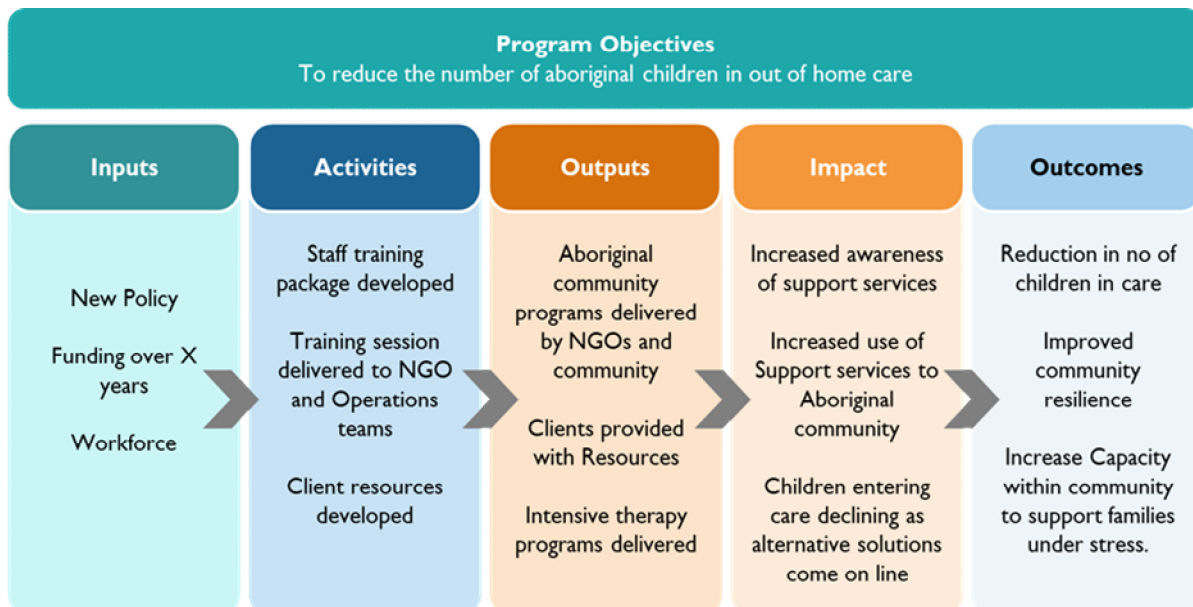 Program Objectives
To reduce the number of aboriginal children in out of home care
Inputs
New Policy
Funding over X
years
Workforce
Activities
Staff training
package developed
Training session
delivered to NGO
and Operations
teams
Client resources
developed
Outputs
Aboriginal
community
programs delivered
by NGOs and
community
Clients provided
with Resources
Intensive therapy
programs delivered
Impact
Increased awareness
of support services
Increased use of
Support services to
Aboriginal
community
Children entering
care declining as
alternative solutions
come on line
Outcomes
Reduction in no of
children in care
Improved
community
resilience
Increase Capacity
within community
to support families
under stress.